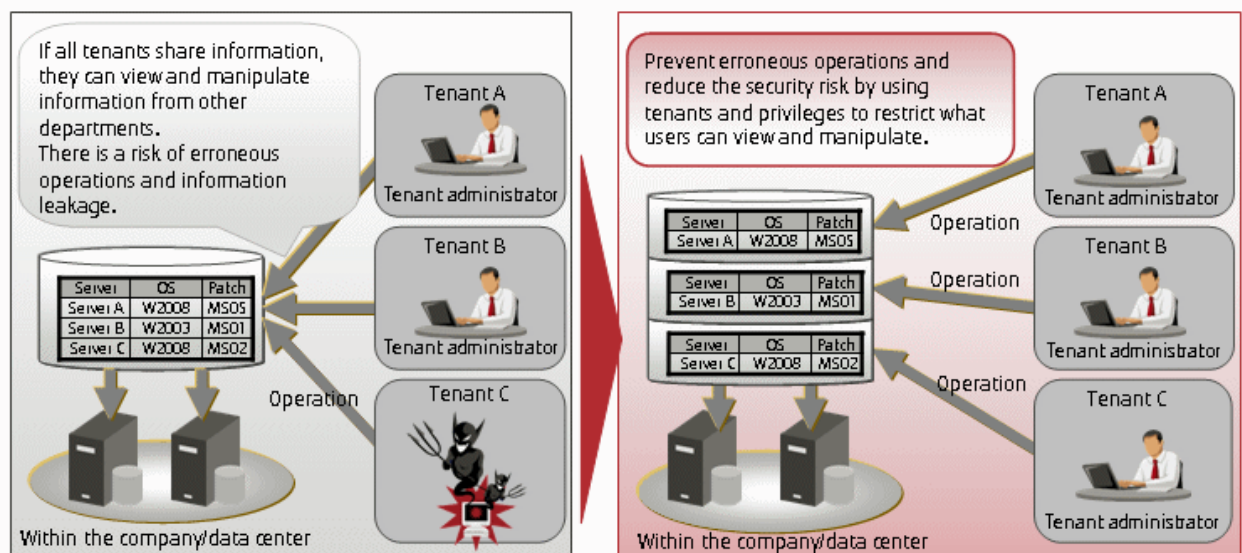 If all tenants share information,
they can view and manipulate
information from other
departments.
There is a risk of erroneous
operations and information
leakage.
Tenant A
Tenant administrator
Tenant B
Tenant administrator
Tenant C
Server OS Patch
Server A W2008 MS05
Server B W2003 MS01
Server C W2008 MS02
Operation
Within the company/data center
Prevent erroneous operations and
reduce the security risk by using
tenants and privileges to restrict what
users can view and manipulate.
Tenant A
Tenant administrator
Operation
Server OS Patch
Server A W2008 MS05
Tenant B
Tenant administrator
Operation
Server OS Patch
Server B W2003 MS01
Server OS Patch
Server C W2008 MS02
Operation
Tenant C
Tenant administrator
Within the company/data center